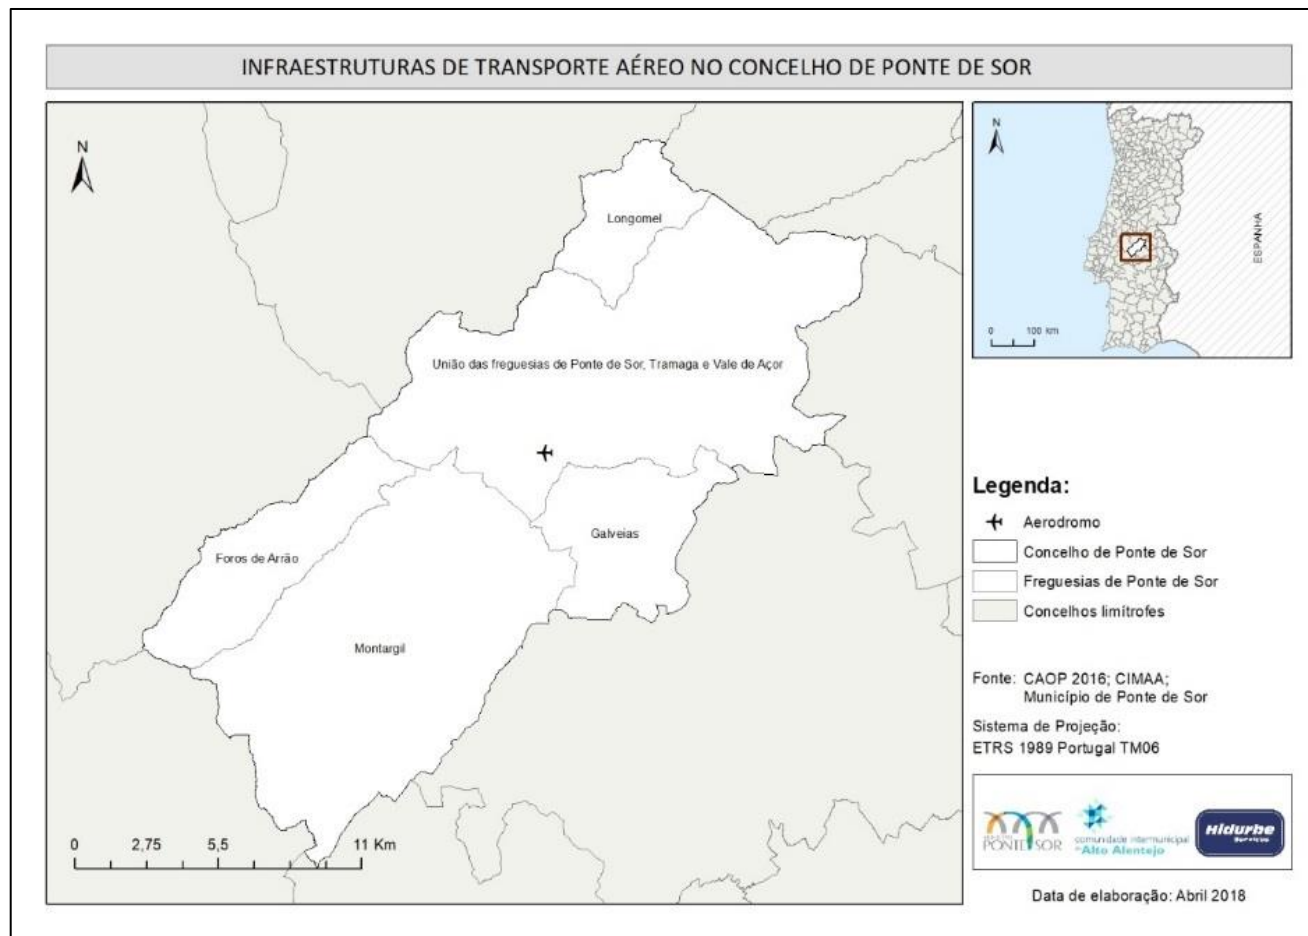 INFRAESTRUTURAS DE TRANSPORTE AÉREO NO CONCELHO DE PONTE DE SOR
N
Longomel
União das freguesias de Ponte de Sor, Tramaga e Vale de Açor
Galveias
Foros de Arrão
Montargil
0 2,75 5,5 11 Km
N
ESPANHA
0 100 km
Legenda:
Aerodromo
Concelho de Ponte de Sor
Freguesias de Ponte de Sor
Concelhos limítrofes
Fonte: CAOP 2016; CIMAA;
Município de Ponte de Sor
Sistema de Projeção:
ETRS 1989 Portugal TM06
PONTE SOR
comunidade intermunicipal
Alto Alentejo
Hidurbe
Serviços
Data de elaboração: Abril 2018